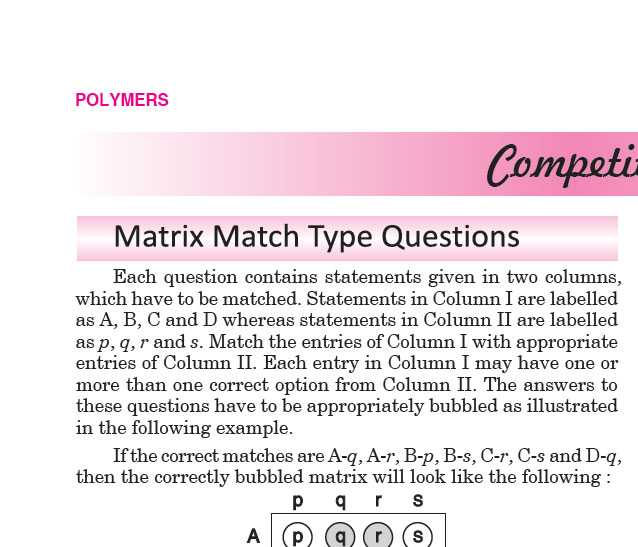 POLYMERS
Matrix Match Type Questions
Each question contains statements given in two columns,
which have to be matched. Statements in Column I are labelled
as A, B, C and D whereas statements in Column II are labelled
as p, q, r and s. Match the entries of Column I with appropriate
entries of Column II. Each entry in Column I may have one or
more than one correct option from Column II. The answers to
these questions have to be appropriately bubbled as illustrated
in the following example.
If the correct matches are A-q, A-r, B-p, B-s, C-r, C-s and D-q,
then the correctly bubbled matrix will look like the following :
p q r s
A p q r s